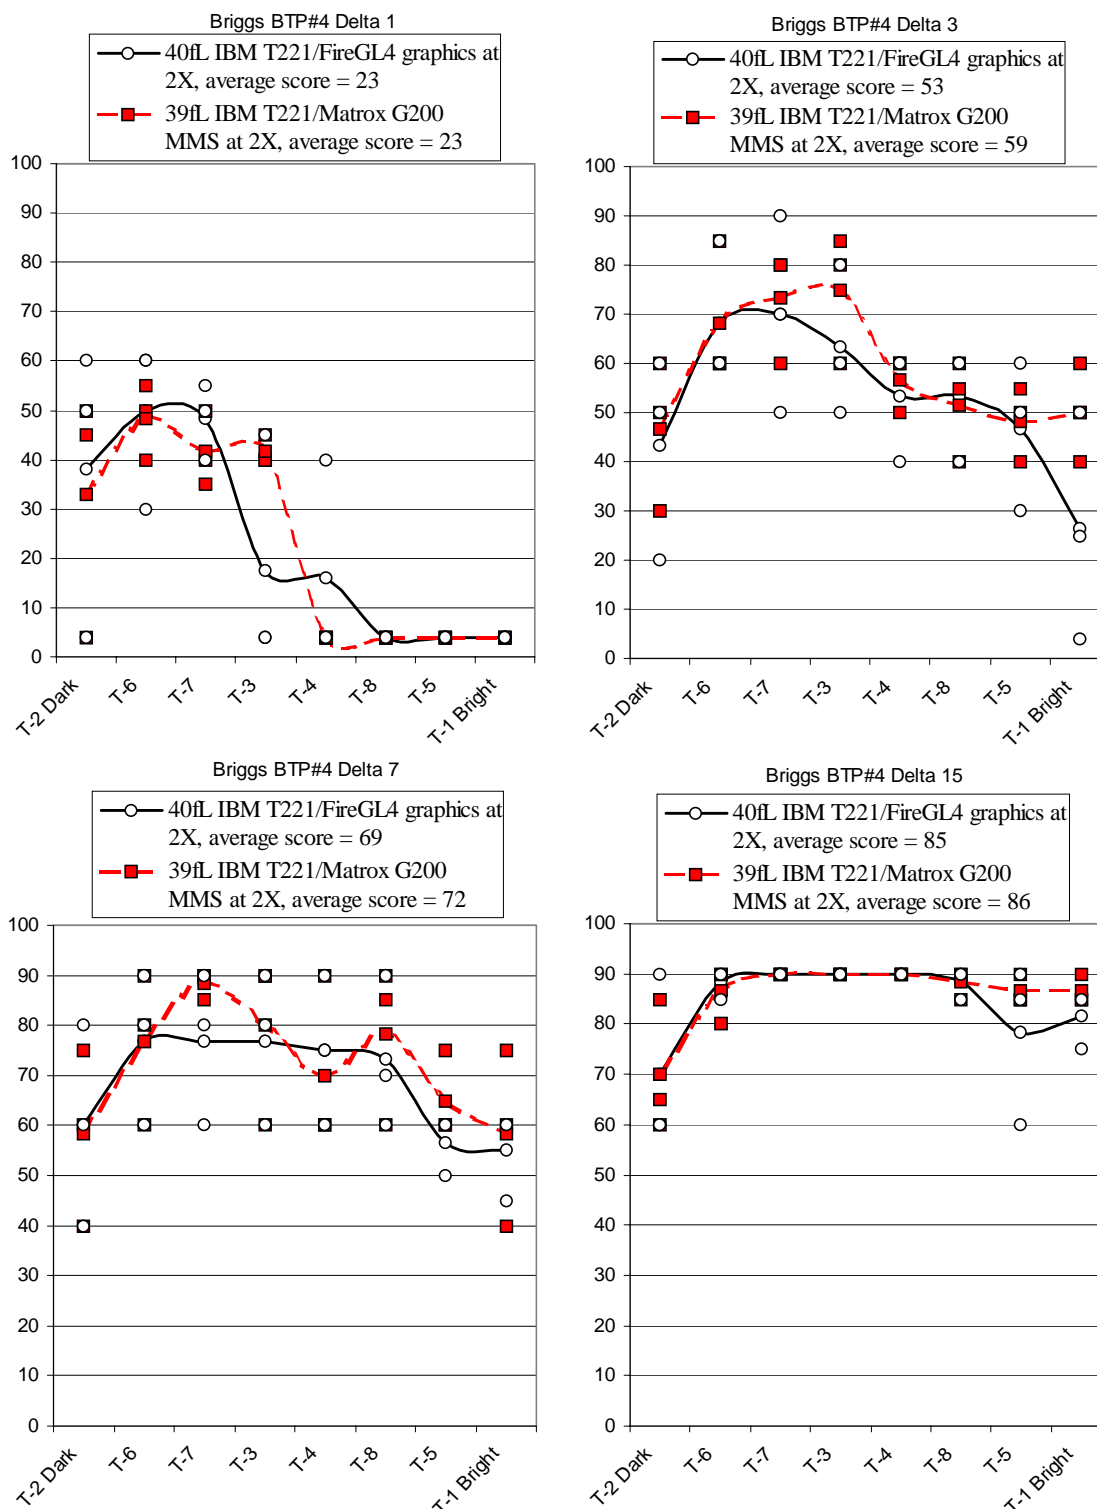 Briggs BTP#4 Delta 1
40fL IBM T221/FireGL4 graphics at
2X, average score = 23
39fL IBM T221/Matrox G200
MMS at 2X, average score = 23
100
90
80
70
60
50
40
30
20
10
0
T-2 Dark
T-6
T-7
T-3
T-4
T-8
T-5
T-1 Bright
Briggs BTP#4 Delta 3
40fL IBM T221/FireGL4 graphics at
2X, average score = 53
39fL IBM T221/Matrox G200
MMS at 2X, average score = 59
100
90
80
70
60
50
40
30
20
10
0
T-2 Dark
T-6
T-7
T-3
T-4
T-8
T-5
T-1 Bright
Briggs BTP#4 Delta 7
40fL IBM T221/FireGL4 graphics at
2X, average score = 69
39fL IBM T221/Matrox G200
MMS at 2X, average score = 72
100
90
80
70
60
50
40
30
20
10
0
T-2 Dark
T-6
T-7
T-3
T-4
T-8
T-5
T-1 Bright
Briggs BTP#4 Delta 15
40fL IBM T221/FireGL4 graphics at
2X, average score = 85
39fL IBM T221/Matrox G200
MMS at 2X, average score = 86
100
90
80
70
60
50
40
30
20
10
0
T-2 Dark
T-6
T-7
T-3
T-4
T-8
T-5
T-1 Bright